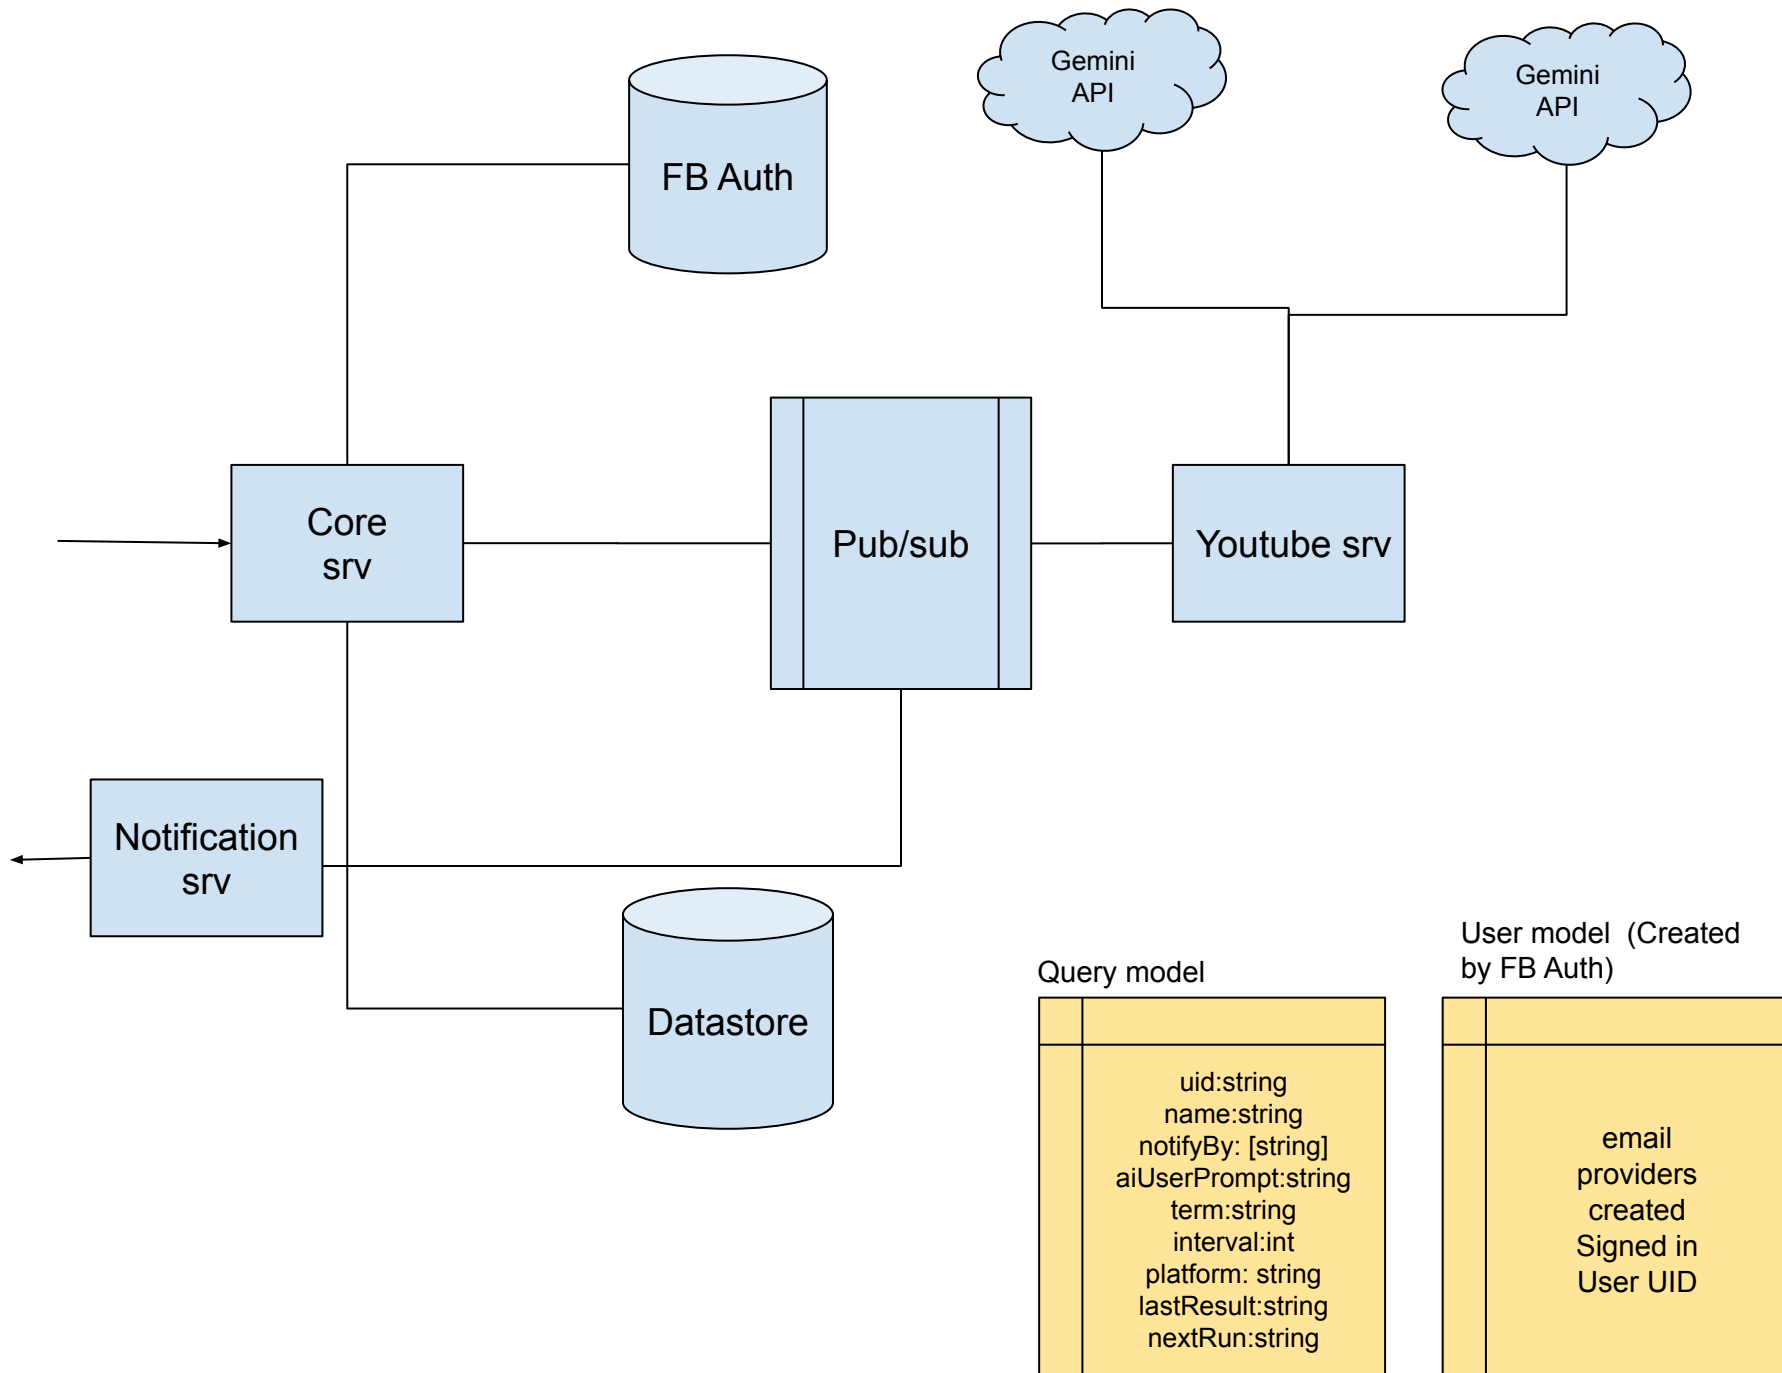 Gemini
API
Gemini
API
FB Auth
Core
srv
Pub/sub
Youtube srv
Notification
srv
Datastore
Query model
uid:string
name:string
notifyBy: [string]
aiUserPrompt:string
term:string
interval:int
platform: string
lastResult:string
nextRun:string
User model  (Created
by FB Auth)
email
providers
created
Signed in
User UID